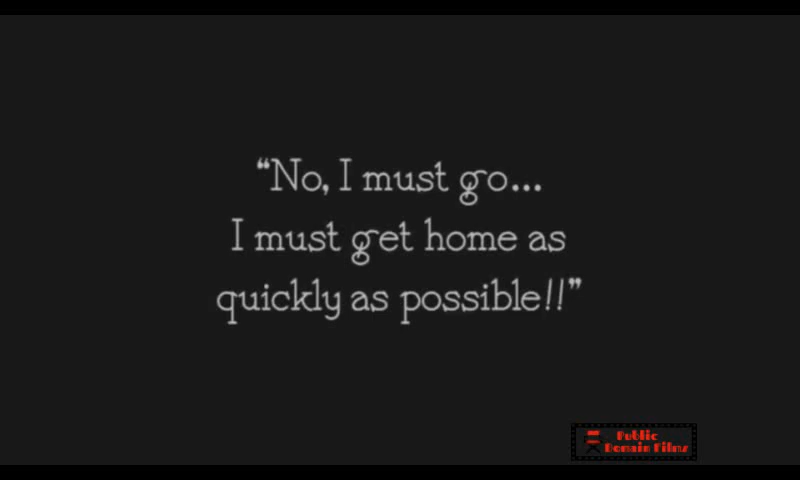 “No, I must go...
I must get home as
quickly as possible!!”
Public
Domain Films